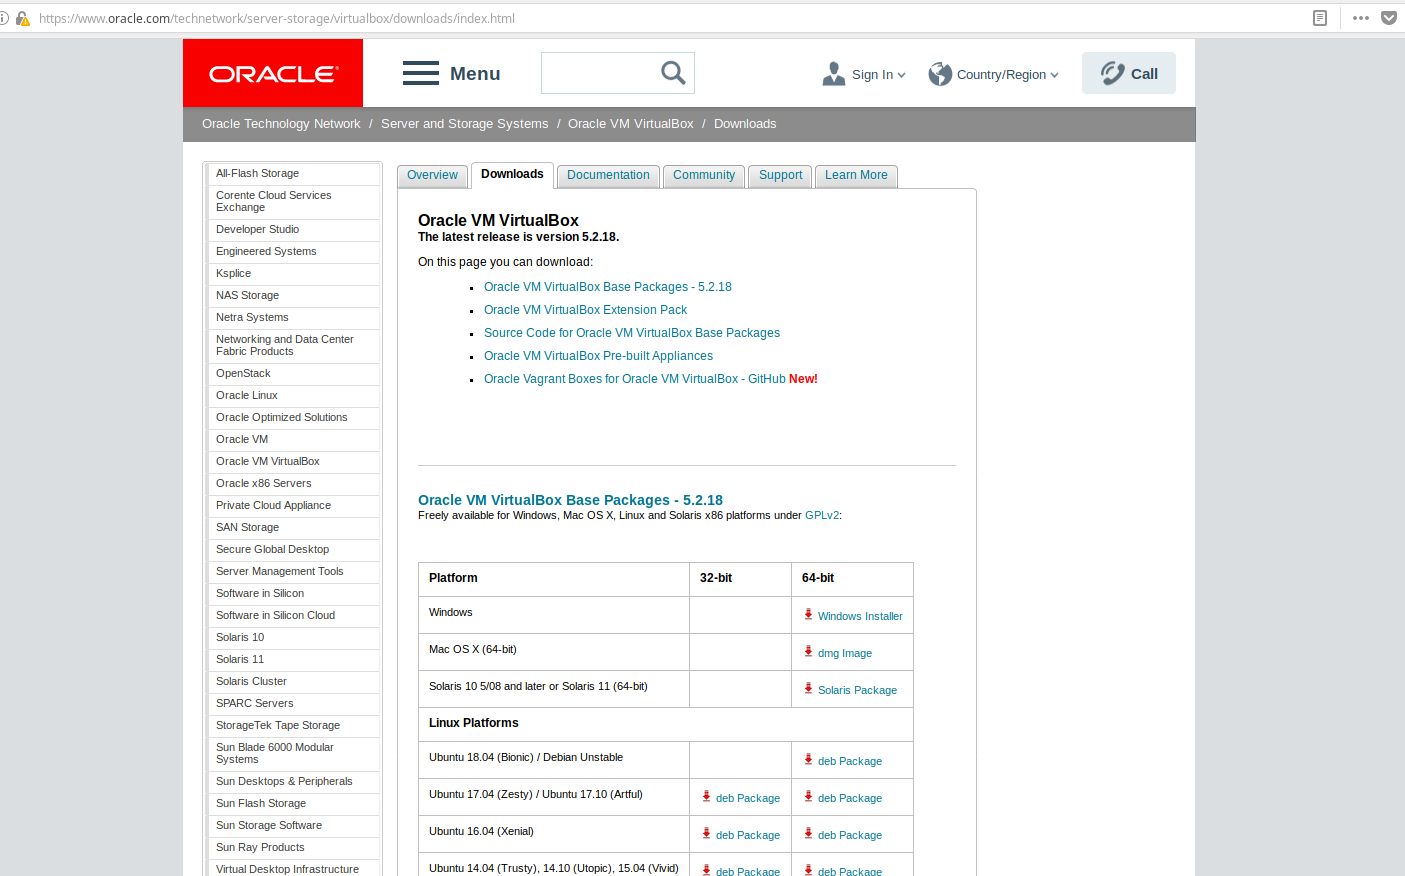 https://www.oracle.com/technetwork/server-storage/virtualbox/downloads/index.html
ORACLE®
Menu
Sign In
Country/Region
Call
Oracle Technology Network / Server and Storage Systems / Oracle VM VirtualBox / Downloads
All-Flash Storage
Corente Cloud Services
Exchange
Developer Studio
Engineered Systems
Ksplice
NAS Storage
Netra Systems
Networking and Data Center
Fabric Products
OpenStack
Oracle Linux
Oracle Optimized Solutions
Oracle VM
Oracle VM VirtualBox
Oracle x86 Servers
Private Cloud Appliance
SAN Storage
Secure Global Desktop
Server Management Tools
Software in Silicon
Software in Silicon Cloud
Solaris 10
Solaris 11
Solaris Cluster
SPARC Servers
StorageTek Tape Storage
Sun Blade 6000 Modular
Systems
Sun Desktops & Peripherals
Sun Flash Storage
Sun Storage Software
Sun Ray Products
Virtual Desktop Infrastructure
Overview Downloads Documentation Community Support Learn More
Oracle VM VirtualBox
The latest release is version 5.2.18.
On this page you can download:
Oracle VM VirtualBox Base Packages - 5.2.18
Oracle VM VirtualBox Extension Pack
Source Code for Oracle VM VirtualBox Base Packages
Oracle VM VirtualBox Pre-built Appliances
Oracle Vagrant Boxes for Oracle VM VirtualBox - GitHub New!
Oracle VM VirtualBox Base Packages - 5.2.18
Freely available for Windows, Mac OS X, Linux and Solaris x86 platforms under GPLv2:
Platform 32-bit 64-bit
Windows Windows Installer
Mac OS X (64-bit) dmg Image
Solaris 10 5/08 and later or Solaris 11 (64-bit) Solaris Package
Linux Platforms
Ubuntu 18.04 (Bionic) / Debian Unstable deb Package
Ubuntu 17.04 (Zesty) / Ubuntu 17.10 (Artful) deb Package deb Package
Ubuntu 16.04 (Xenial) deb Package deb Package
Ubuntu 14.04 (Trusty), 14.10 (Utopic), 15.04 (Vivid) deb Package deb Package